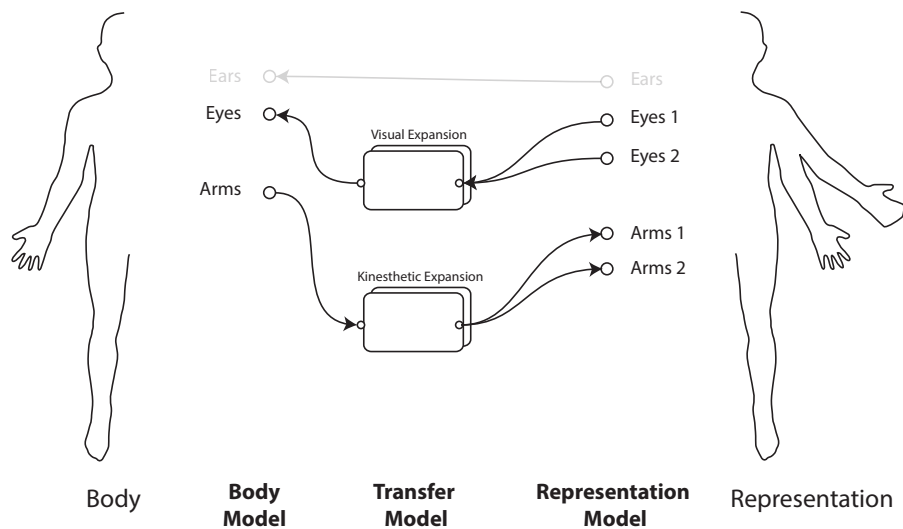 Ears
Ears
Eyes
Eyes 1
Visual Expansion
Eyes 2
Arms
Arms 1
Arms 2
Kinesthetic Expansion
Body
Body
Model
Transfer
Model
Representation
Model
Representation